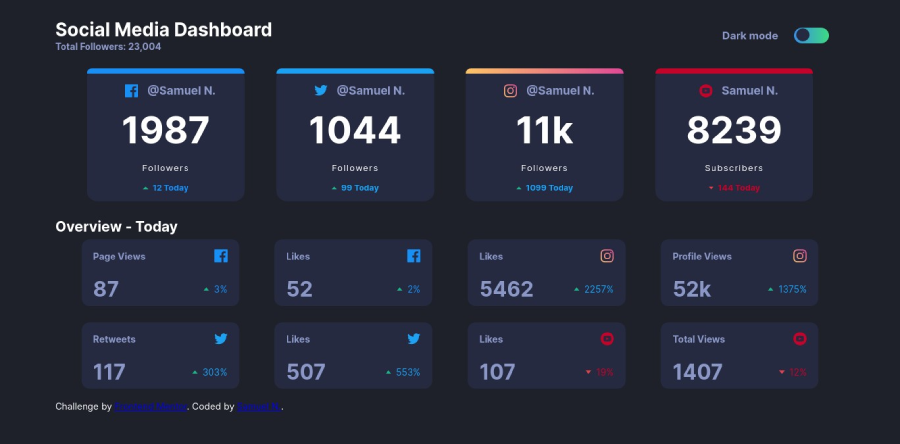 Social Media Dashboard
Total Followers: 23,004
Dark mode
@Samuel N.
1987
Followers
12 Today
@Samuel N.
1044
Followers
99 Today
@Samuel N.
11k
Followers
1099 Today
Samuel N.
8239
Subscribers
144 Today
Overview - Today
Page Views
87
3%
Likes
52
2%
Likes
5462
2257%
Profile Views
52k
1375%
Retweets
117
303%
Likes
507
553%
Likes
107
19%
Total Views
1407
12%
Challenge by Frontend Mentor. Coded by Samuel N..